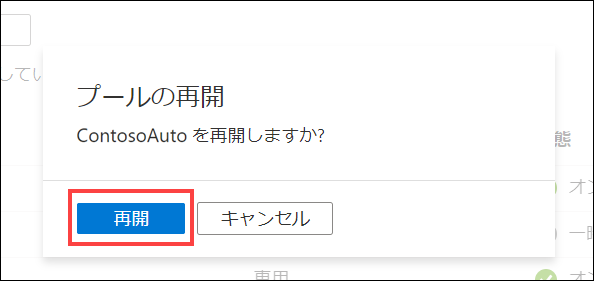 してい
プールの再開
ContosoAuto を再開しますか?
態
オン
再開
キャンセル
一時
専用
オン